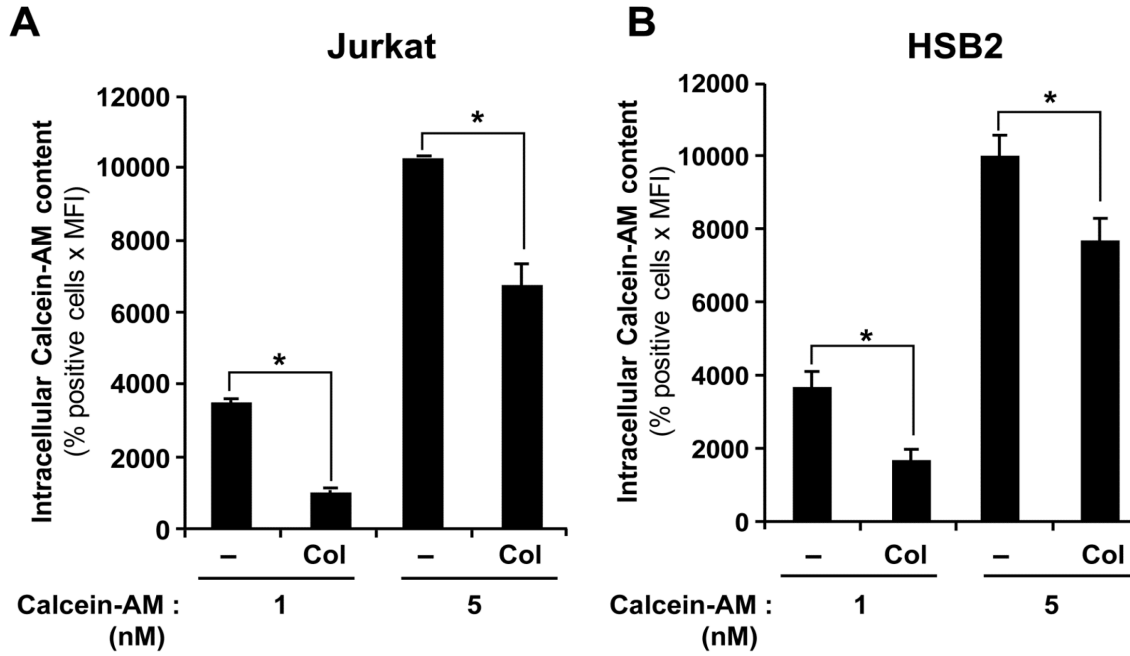 A
Jurkat
Intracellular Calcein-AM content
(% positive cells x MFI)
12000
10000
8000
6000
4000
2000
0
*
*
– Col – Col
Calcein-AM : 1 5
(nM)
B
HSB2
Intracellular Calcein-AM content
(% positive cells x MFI)
12000
10000
8000
6000
4000
2000
0
*
*
– Col – Col
Calcein-AM : 1 5
(nM)